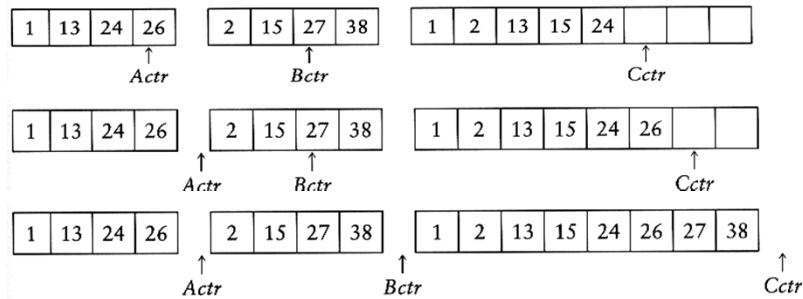 1 13 24 26 2 15 27 38 1 2 13 15 24
Actr Bctr Cctr
1 13 24 26 2 15 27 38 1 2 13 15 24 26
Actr Bctr Cctr
1 13 24 26 2 15 27 38 1 2 13 15 24 26 27 38
Actr Bctr Cctr